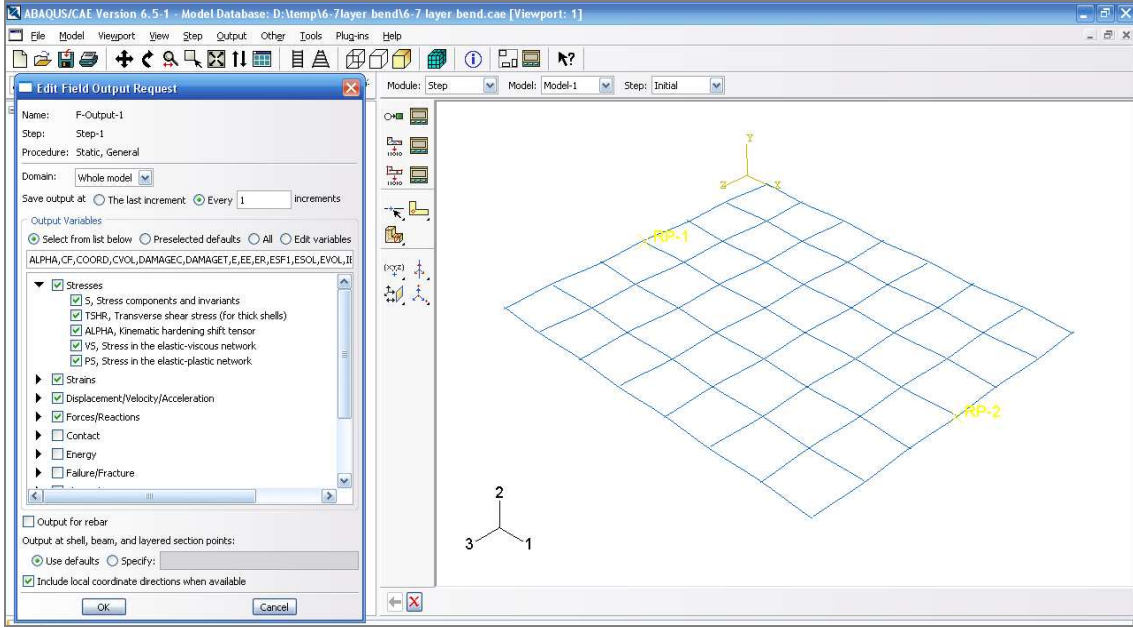 ABAQUS/CAE Version 6.5-1 - Model Database: D:\temp\6-7layer bend\6-7 layer bend.cae [Viewport: 1]
File Model Viewport View Step Output Other Tools Plug-ins Help
Module: Step Model: Model-1 Step: Initial
Edit Field Output Request
Name: F-Output-1
Step: Step-1
Procedure: Static, General
Domain: Whole model
Save output at The last increment Every 1 increments
Output Variables
Select from list below Preselected defaults All Edit variables
ALPHA,CF,COORD,CVOL,DAMAGEC,DAMAGET,E,EE,ER,ESF1,ESOL,EVOL,IE
Stresses
S, Stress components and invariants
TSHR, Transverse shear stress (for thick shells)
ALPHA, Kinematic hardening shift tensor
VS, Stress in the elastic-viscous network
PS, Stress in the elastic-plastic network
Strains
Displacement/Velocity/Acceleration
Forces/Reactions
Contact
Energy
Failure/Fracture
Output for rebar
Output at shell, beam, and layered section points:
Use defaults Specify:
Include local coordinate directions when available
OK Cancel
(XYZ)
Y
Z X
RP-1
RP-2
2
3 1